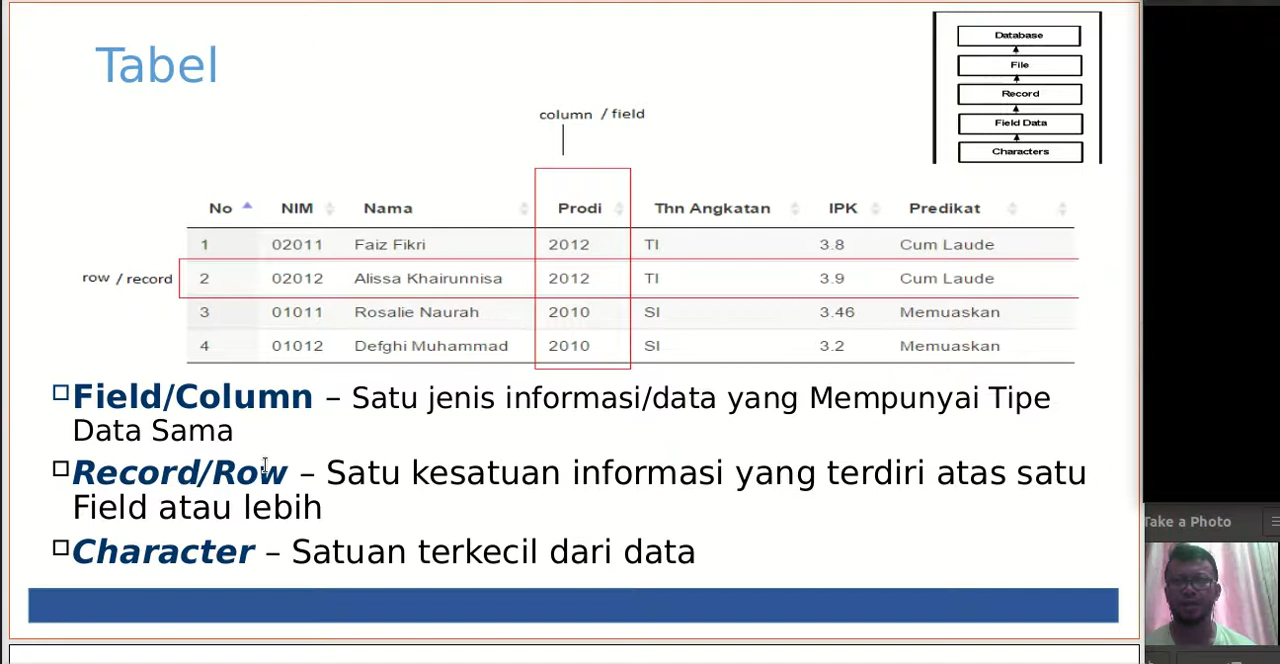 Tabel
Database
File
Record
Field Data
Characters
column / field
No NIM Nama Prodi Thn Angkatan IPK Predikat
1 02011 Faiz Fikri 2012 TI 3.8 Cum Laude
row / record
2 02012 Alissa Khairunnisa 2012 TI 3.9 Cum Laude
3 01011 Rosalie Naurah 2010 SI 3.46 Memuaskan
4 01012 Defghi Muhammad 2010 SI 3.2 Memuaskan
Field/Column – Satu jenis informasi/data yang Mempunyai Tipe
Data Sama
Record/Row – Satu kesatuan informasi yang terdiri atas satu
Field atau lebih
Character – Satuan terkecil dari data
Take a Photo